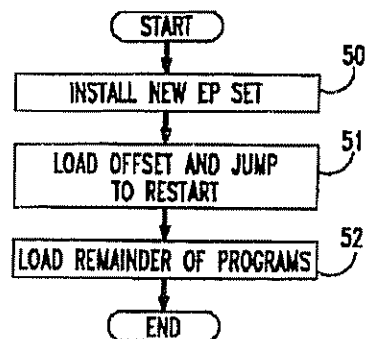 START
50
INSTALL NEW EP SET
51
LOAD OFFSET AND JUMP
TO RESTART
52
LOAD REMAINDER OF PROGRAMS
END